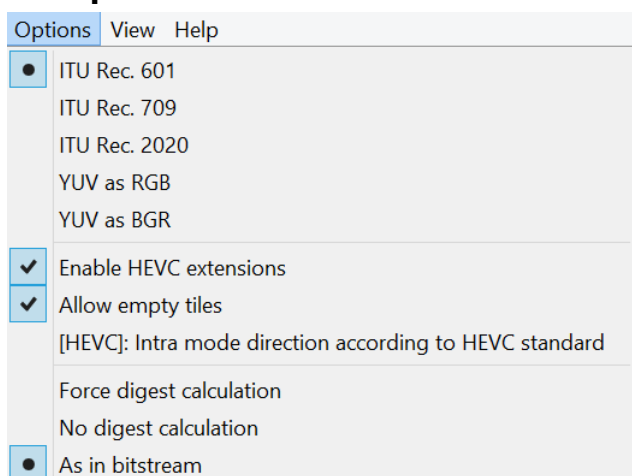 Options View Help
ITU Rec. 601
ITU Rec. 709
ITU Rec. 2020
YUV as RGB
YUV as BGR
Enable HEVC extensions
Allow empty tiles
[HEVC]: Intra mode direction according to HEVC standard
Force digest calculation
No digest calculation
As in bitstream